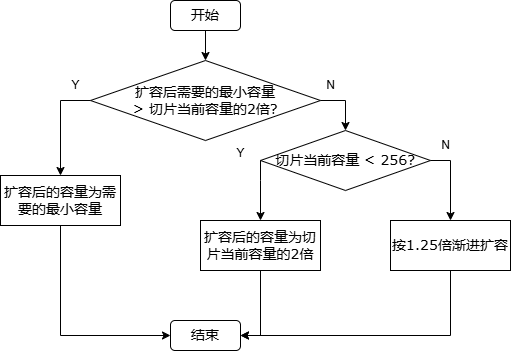 开始
扩容后需要的最小容量
> 切片当前容量的2倍?
Y
N
切片当前容量 < 256?
Y
N
扩容后的容量为需
要的最小容量
扩容后的容量为切
片当前容量的2倍
按1.25倍渐进扩容
结束